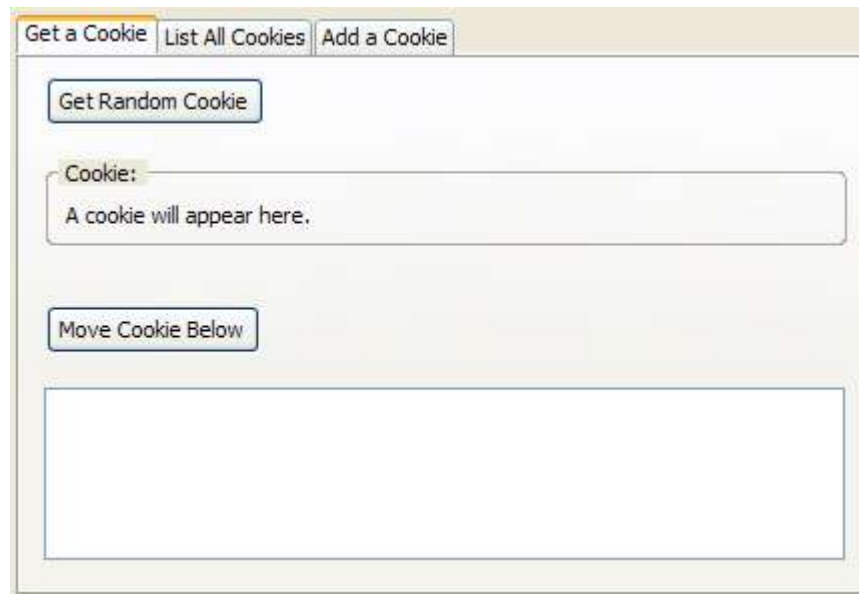 Get a Cookie List All Cookies Add a Cookie
Get Random Cookie
Cookie:
A cookie will appear here.
Move Cookie Below